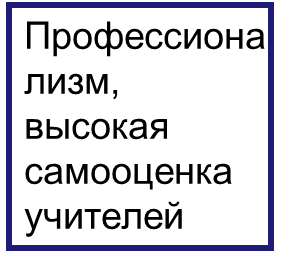 Профессиона
лизм,
высокая
самооценка
учителей